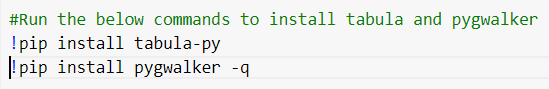 #Run the below commands to install tabula and pygwalker
!pip install tabula-py
!pip install pygwalker -q